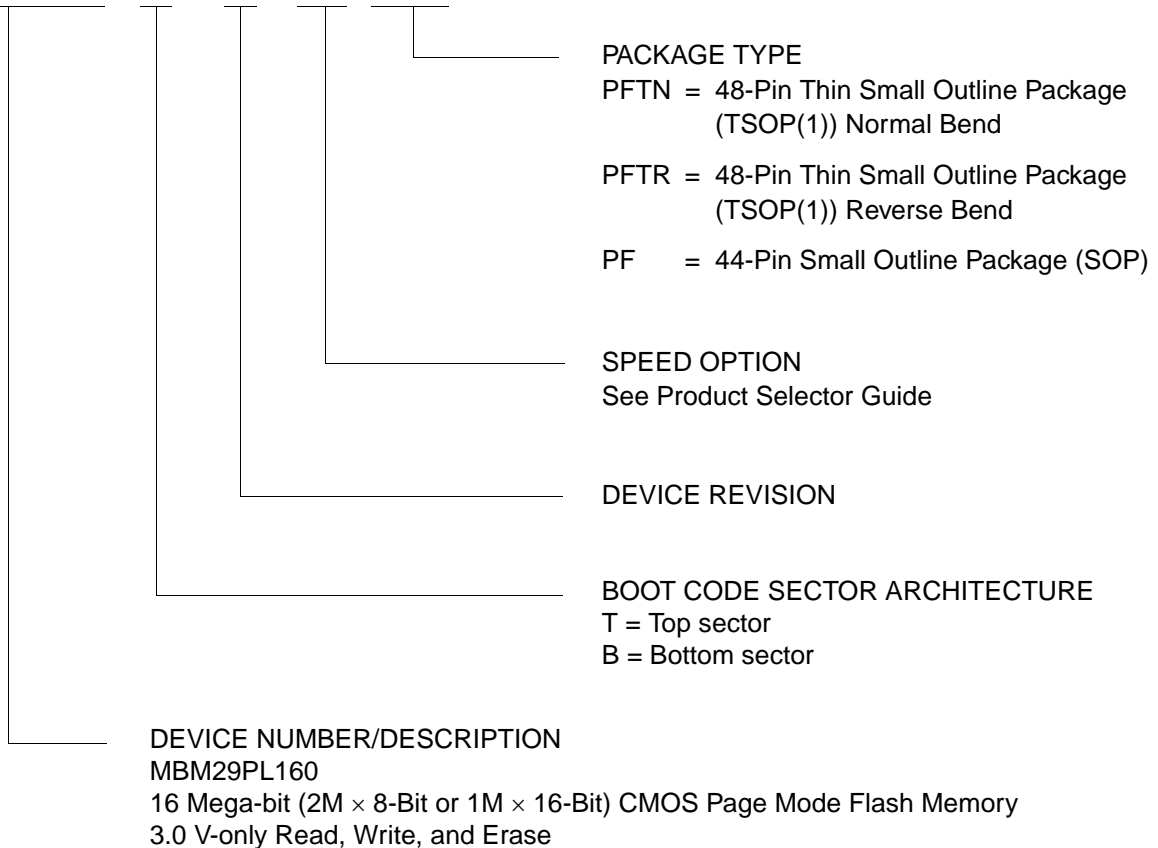 PACKAGE TYPE
PFTN = 48-Pin Thin Small Outline Package
(TSOP(1)) Normal Bend
PFTR = 48-Pin Thin Small Outline Package
(TSOP(1)) Reverse Bend
PF = 44-Pin Small Outline Package (SOP)
SPEED OPTION
See Product Selector Guide
DEVICE REVISION
BOOT CODE SECTOR ARCHITECTURE
T = Top sector
B = Bottom sector
DEVICE NUMBER/DESCRIPTION
MBM29PL160
16 Mega-bit (2M × 8-Bit or 1M × 16-Bit) CMOS Page Mode Flash Memory
3.0 V-only Read, Write, and Erase